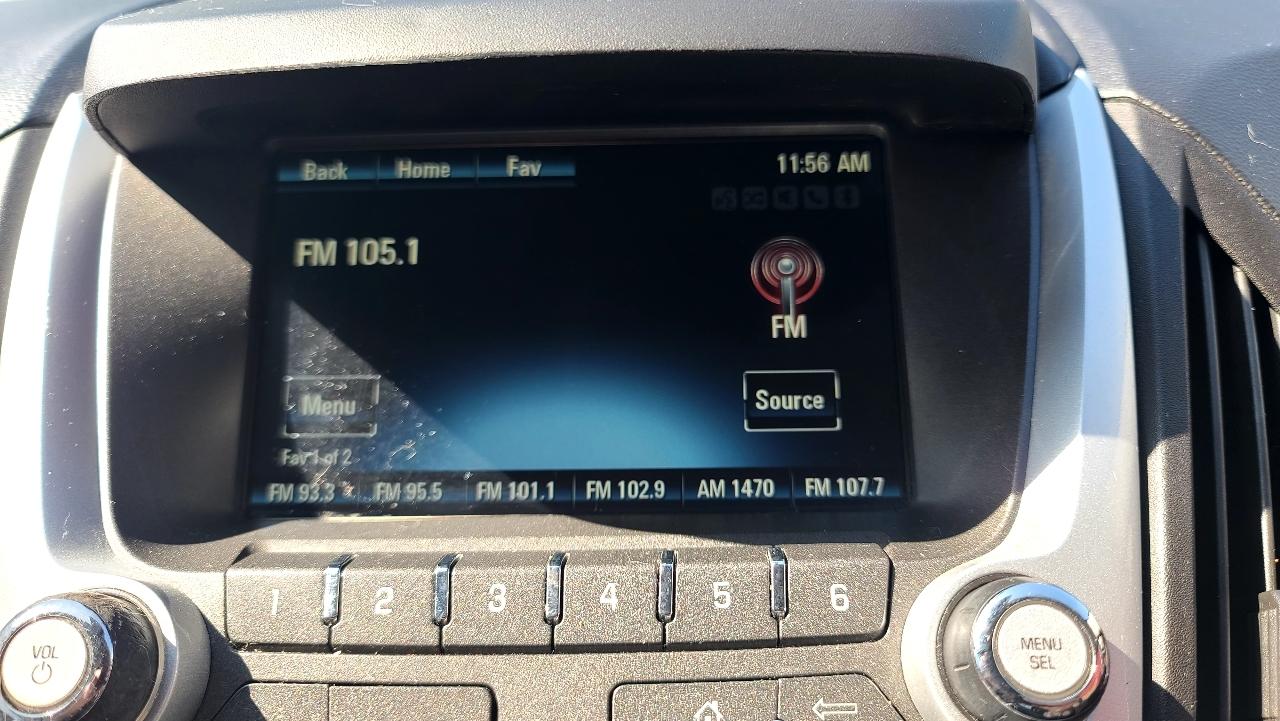 Back Home Fav 11:56 AM
FM 105.1
FM
Menu Source
Fav 1 of 2
FM 93.3 FM 95.5 FM 101.1 FM 102.9 AM 1470 FM 107.7
1 2 3 4 5 6
VOL
MENU
SEL